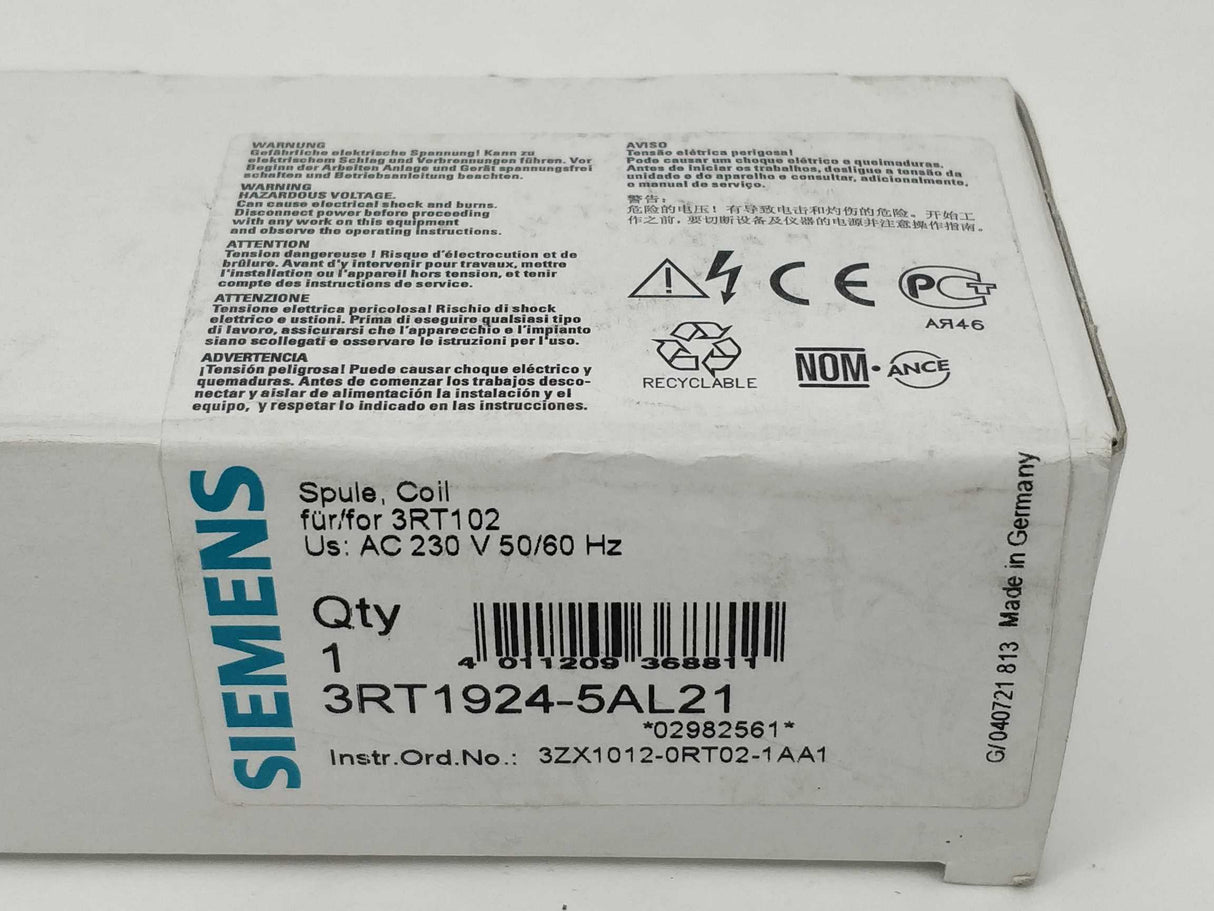 WARNUNG
Gefährliche elektrische Spannung! Kann zu
elektrischem Schlag und Verbrennungen führen. Vor
Beginn der Arbeiten Anlage und Gerät spannungsfrei
schalten und Betriebsanleitung beachten.
WARNING
HAZARDOUS VOLTAGE.
Can cause electrical shock and burns.
Disconnect power before proceeding
with any work on this equipment
and observe the operating instructions.
ATTENTION
Tension dangereuse ! Risque d'électrocution et de
brûlure. Avant d'y intervenir pour travaux, mettre
l'installation ou l'appareil hors tension, et tenir
compte des instructions de service.
ATTENZIONE
Tensione elettrica pericolosa! Rischio di shock
elettrico e ustioni. Prima di eseguire qualsiasi tipo
di lavoro, assicurarsi che l'apparecchio e l'impianto
siano scollegati e osservare le istruzioni per l'uso.
ADVERTENCIA
¡Tensión peligrosa! Puede causar choque eléctrico y
quemaduras. Antes de comenzar los trabajos desco-
nectar y aislar de alimentación la instalación y el
equipo, y respetar lo indicado en las instrucciones.
AVISO
Tensão elétrica perigosa!
Pode causar um choque elétrico e queimaduras.
Antes de iniciar os trabalhos, desligue a tensão da
unidade e do aparelho e consultar, adicionalmente,
o manual de serviço.
警告:
危险的电压! 有导致电击和灼伤的危险。开始工
作之前, 要切断设备及仪器的电源并注意操作指南。
CE
PCT
АЯ46
RECYCLABLE
NOM·ANCE
SIEMENS
Spule, Coil
für/for 3RT102
Us: AC 230 V 50/60 Hz
Qty
1
4 011209 368811
3RT1924-5AL21
*02982561*
Instr.Ord.No.: 3ZX1012-0RT02-1AA1
G/040721 813 Made in Germany